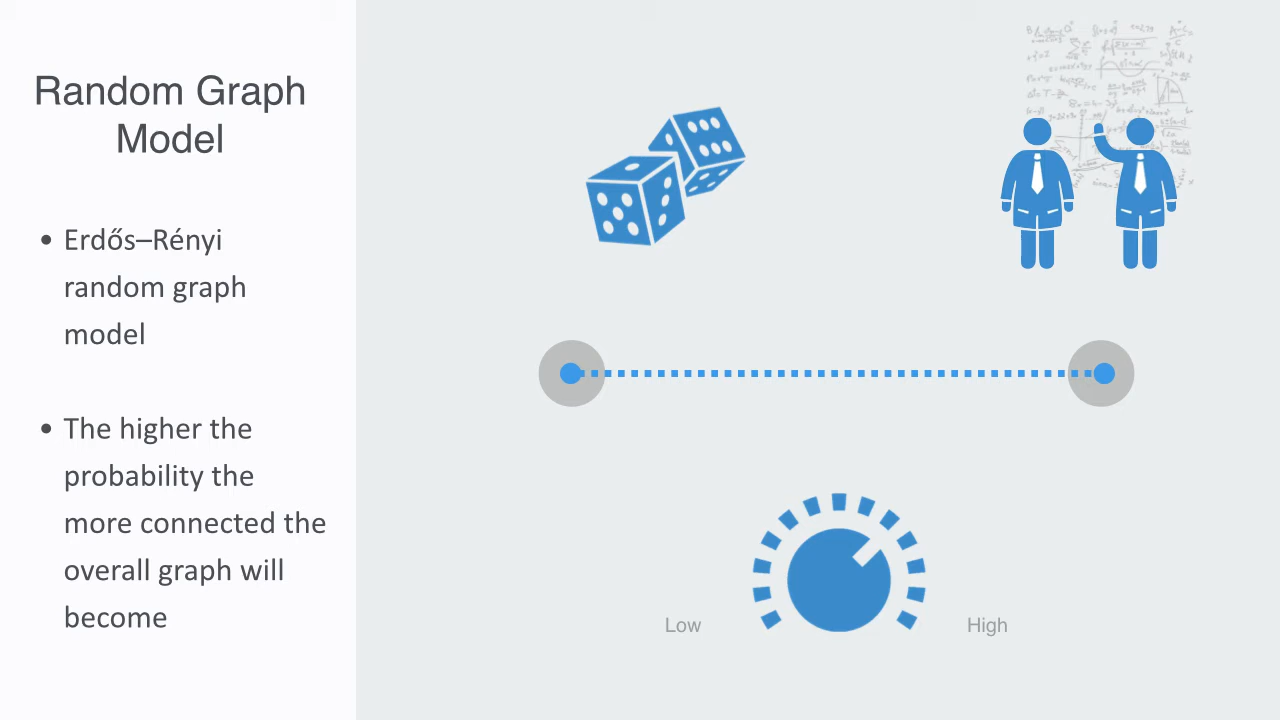 Random Graph
Model
• Erdős–Rényi
random graph
model
• The higher the
probability the
more connected the
overall graph will
become
Low
High